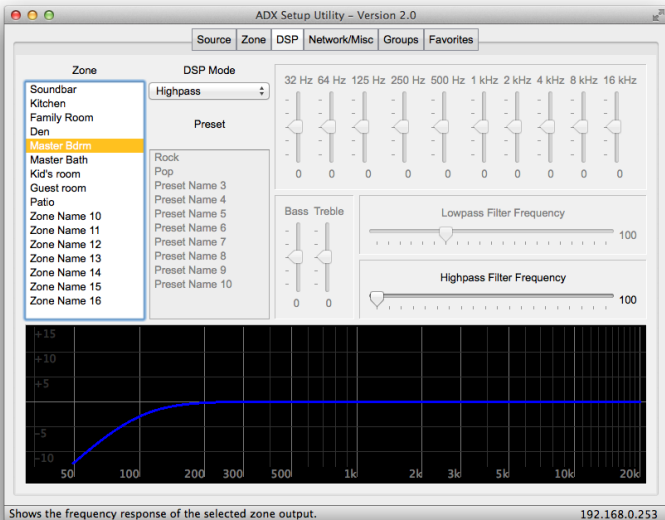 ADX Setup Utility – Version 2.0
Source Zone DSP Network/Misc Groups Favorites
Zone
Soundbar
Kitchen
Family Room
Den
Master Bdrm
Master Bath
Kid's room
Guest room
Patio
Zone Name 10
Zone Name 11
Zone Name 12
Zone Name 13
Zone Name 14
Zone Name 15
Zone Name 16
DSP Mode
Highpass
Preset
Rock
Pop
Preset Name 3
Preset Name 4
Preset Name 5
Preset Name 6
Preset Name 7
Preset Name 8
Preset Name 9
Preset Name 10
32 Hz 64 Hz 125 Hz 250 Hz 500 Hz 1 kHz 2 kHz 4 kHz 8 kHz 16 kHz
0 0 0 0 0 0 0 0 0 0
Bass Treble
0 0
Lowpass Filter Frequency
100
Highpass Filter Frequency
100
+15
+10
+5
-5
-10
50 100 200 300 500 1k 2k 3k 5k 10k 20k
Shows the frequency response of the selected zone output. 192.168.0.253